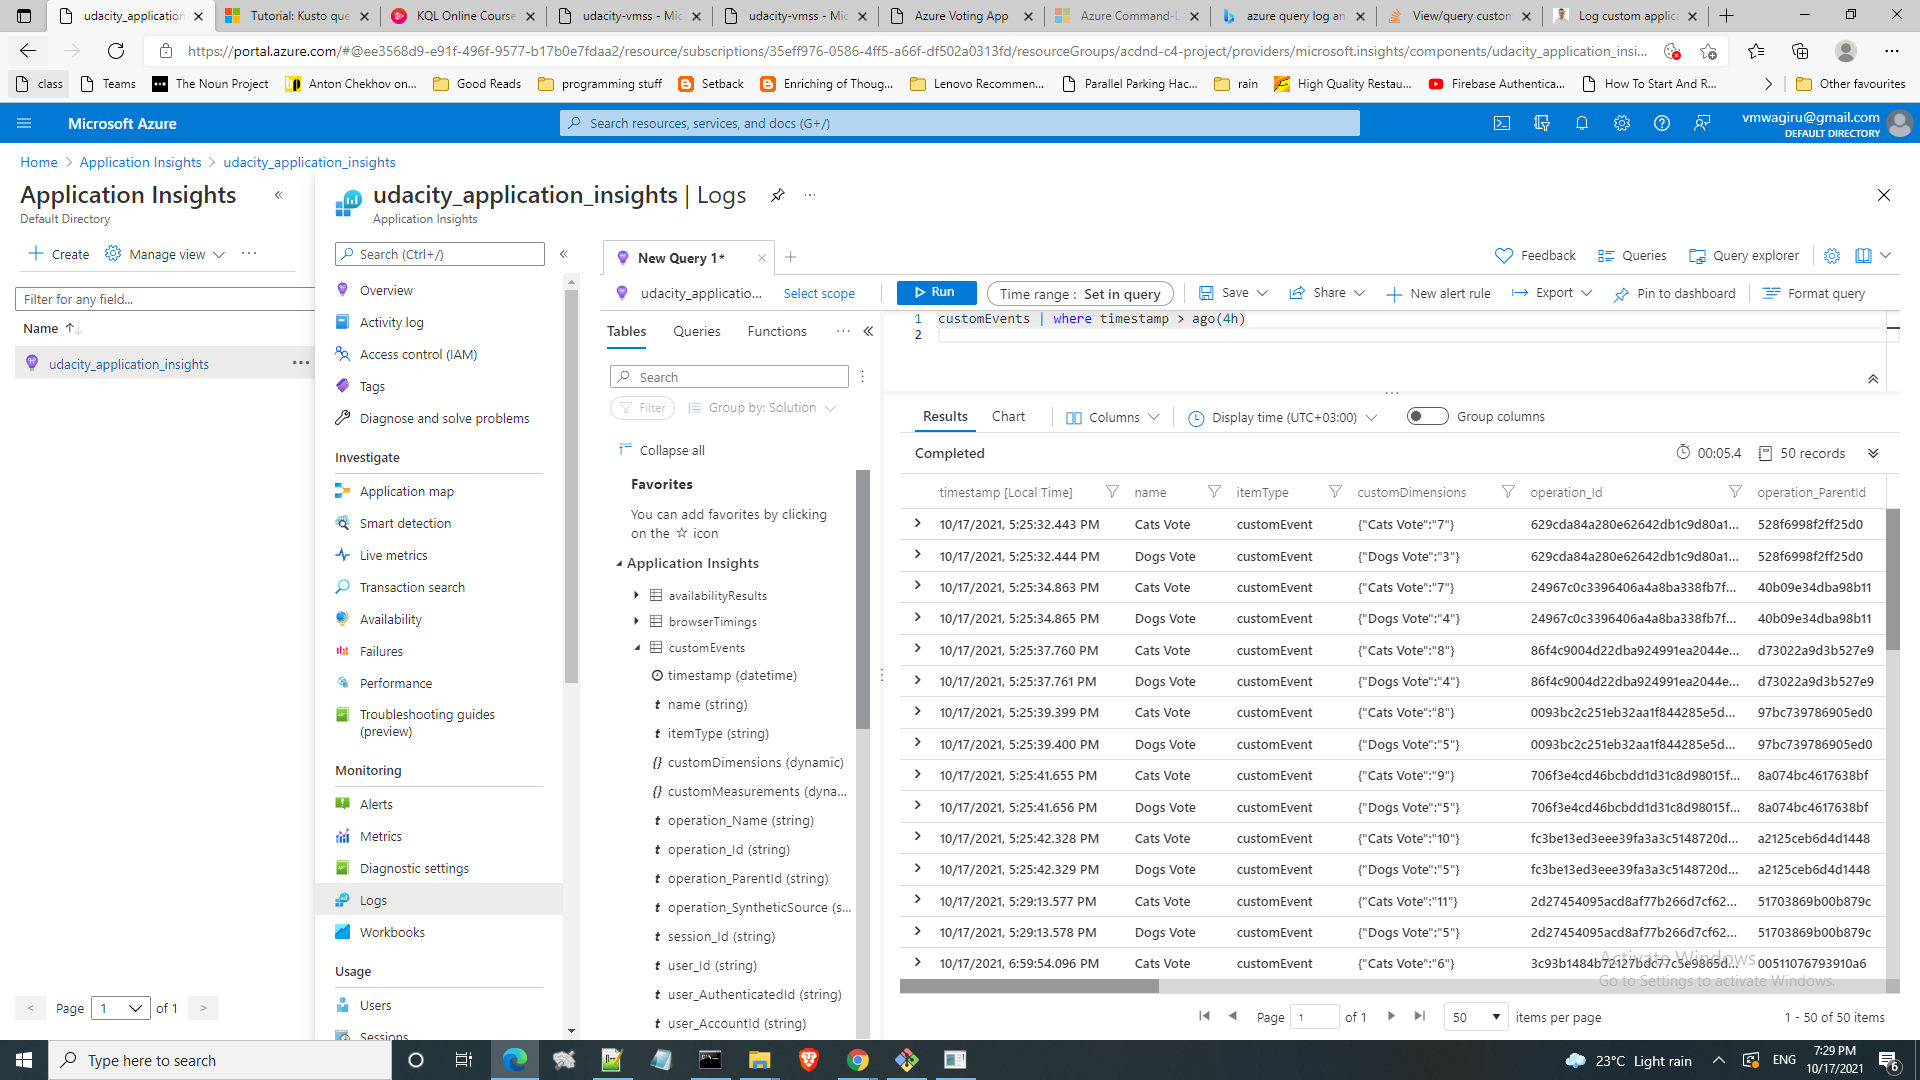 udacity_application
Tutorial: Kusto que
KQL Online Course
udacity-vmss - Mic
udacity-vmss - Mic
Azure Voting App
Azure Command-L
azure query log an
View/query custom
Log custom applica
https://portal.azure.com/#@ee3568d9-e91f-496f-9577-b17b0e7fdaa2/resource/subscriptions/35eff976-0586-4ff5-a66f-df502a0313fd/resourceGroups/acdnd-c4-project/providers/microsoft.insights/components/udacity_application_insi...
class
Teams
The Noun Project
Anton Chekhov on...
Good Reads
programming stuff
Setback
Enriching of Thoug...
Lenovo Recommen...
Parallel Parking Hac...
rain
High Quality Restau...
Firebase Authentica...
How To Start And R...
Other favourites
Microsoft Azure
Search resources, services, and docs (G+/)
vmwagiru@gmail.com
DEFAULT DIRECTORY
Home > Application Insights > udacity_application_insights
Application Insights
Default Directory
Create
Manage view
Filter for any field...
Name
udacity_application_insights
Page 1 of 1
udacity_application_insights | Logs
Application Insights
Search (Ctrl+/)
Overview
Activity log
Access control (IAM)
Tags
Diagnose and solve problems
Investigate
Application map
Smart detection
Live metrics
Transaction search
Availability
Failures
Performance
Troubleshooting guides
(preview)
Monitoring
Alerts
Metrics
Diagnostic settings
Logs
Workbooks
Usage
Users
Sessions
New Query 1*
Feedback
Queries
Query explorer
udacity_applicatio...
Select scope
Run
Time range : Set in query
Save
Share
New alert rule
Export
Pin to dashboard
Format query
Tables
Queries
Functions
Search
Filter
Group by: Solution
Collapse all
Favorites
You can add favorites by clicking
on the ☆ icon
Application Insights
availabilityResults
browserTimings
customEvents
timestamp (datetime)
t name (string)
t itemType (string)
{} customDimensions (dynamic)
{} customMeasurements (dyna...
t operation_Name (string)
t operation_Id (string)
t operation_ParentId (string)
t operation_SyntheticSource (s...
t session_Id (string)
t user_Id (string)
t user_AuthenticatedId (string)
t user_AccountId (string)
1 customEvents | where timestamp > ago(4h)
2
Results
Chart
Columns
Display time (UTC+03:00)
Group columns
Completed
00:05.4
50 records
timestamp [Local Time] name itemType customDimensions operation_Id operation_ParentId
10/17/2021, 5:25:32.443 PM Cats Vote customEvent {"Cats Vote":"7"} 629cda84a280e62642db1c9d80a1... 528f6998f2ff25d0
10/17/2021, 5:25:32.444 PM Dogs Vote customEvent {"Dogs Vote":"3"} 629cda84a280e62642db1c9d80a1... 528f6998f2ff25d0
10/17/2021, 5:25:34.863 PM Cats Vote customEvent {"Cats Vote":"7"} 24967c0c3396406a4a8ba338fb7f... 40b09e34dba98b11
10/17/2021, 5:25:34.865 PM Dogs Vote customEvent {"Dogs Vote":"4"} 24967c0c3396406a4a8ba338fb7f... 40b09e34dba98b11
10/17/2021, 5:25:37.760 PM Cats Vote customEvent {"Cats Vote":"8"} 86f4c9004d22dba924991ea2044e... d73022a9d3b527e9
10/17/2021, 5:25:37.761 PM Dogs Vote customEvent {"Dogs Vote":"4"} 86f4c9004d22dba924991ea2044e... d73022a9d3b527e9
10/17/2021, 5:25:39.399 PM Cats Vote customEvent {"Cats Vote":"8"} 0093bc2c251eb32aa1f844285e5d... 97bc739786905ed0
10/17/2021, 5:25:39.400 PM Dogs Vote customEvent {"Dogs Vote":"5"} 0093bc2c251eb32aa1f844285e5d... 97bc739786905ed0
10/17/2021, 5:25:41.655 PM Cats Vote customEvent {"Cats Vote":"9"} 706f3e4cd46bcbdd1d31c8d98015f... 8a074bc4617638bf
10/17/2021, 5:25:41.656 PM Dogs Vote customEvent {"Dogs Vote":"5"} 706f3e4cd46bcbdd1d31c8d98015f... 8a074bc4617638bf
10/17/2021, 5:25:42.328 PM Cats Vote customEvent {"Cats Vote":"10"} fc3be13ed3eee39fa3a3c5148720d... a2125ceb6d4d1448
10/17/2021, 5:25:42.329 PM Dogs Vote customEvent {"Dogs Vote":"5"} fc3be13ed3eee39fa3a3c5148720d... a2125ceb6d4d1448
10/17/2021, 5:29:13.577 PM Cats Vote customEvent {"Cats Vote":"11"} 2d27454095acd8af77b266d7cf62... 51703869b00b879c
10/17/2021, 5:29:13.578 PM Dogs Vote customEvent {"Dogs Vote":"5"} 2d27454095acd8af77b266d7cf62... 51703869b00b879c
10/17/2021, 6:59:54.096 PM Cats Vote customEvent {"Cats Vote":"6"} 3c93b1484b72127bdc77c5e9865d... 00511076793910a6
Activate Windows
Go to Settings to activate Windows.
Page 1 of 1
50 items per page
1 - 50 of 50 items
Type here to search
23°C Light rain
ENG
7:29 PM
10/17/2021
6